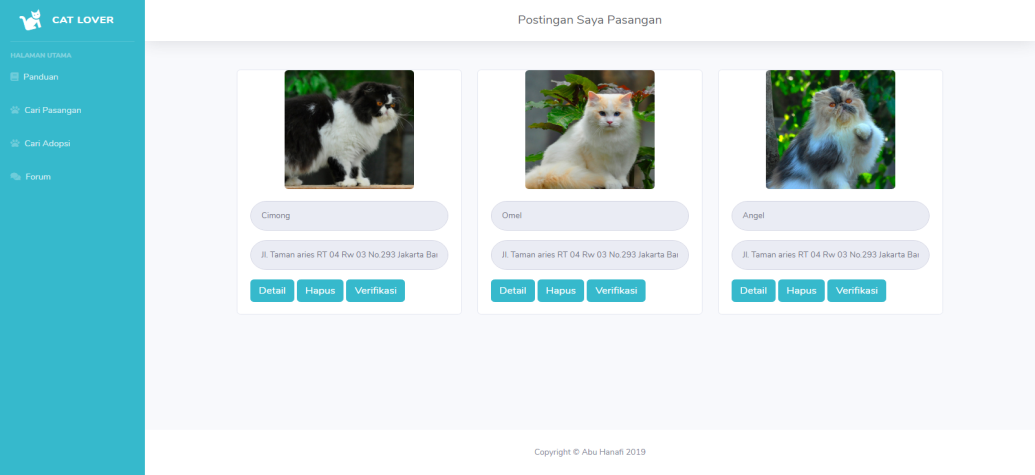 CAT LOVER
HALAMAN UTAMA
Panduan
Cari Pasangan
Cari Adopsi
Forum
Postingan Saya Pasangan
Cimong
Jl. Taman aries RT 04 Rw 03 No.293 Jakarta Bar
Detail Hapus Verifikasi
Omel
Jl. Taman aries RT 04 Rw 03 No.293 Jakarta Bar
Detail Hapus Verifikasi
Angel
Jl. Taman aries RT 04 Rw 03 No.293 Jakarta Bar
Detail Hapus Verifikasi
Copyright © Abu Hanafi 2019